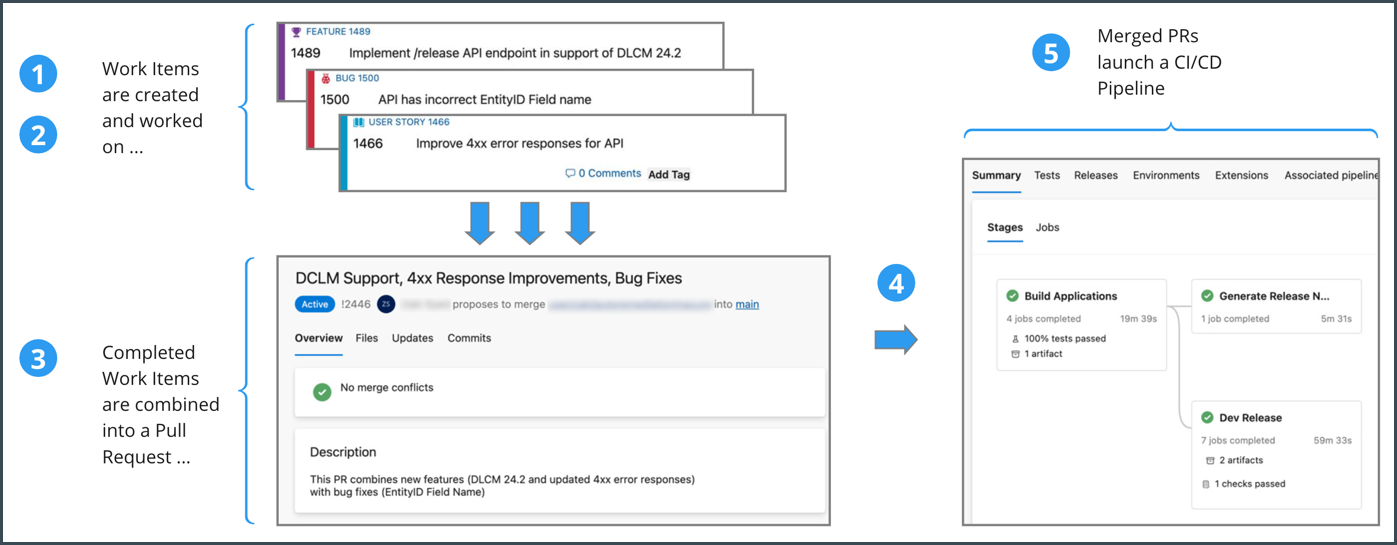 1
2
Work Items
are created
and worked
on ...
FEATURE 1489
1489 Implement /release API endpoint in support of DLCM 24.2
BUG 1500
1500 API has incorrect EntityID Field name
USER STORY 1466
1466 Improve 4xx error responses for API
0 Comments Add Tag
3
Completed
Work Items
are combined
into a Pull
Request ...
DCLM Support, 4xx Response Improvements, Bug Fixes
Active !2446 ZS proposes to merge into main
Overview Files Updates Commits
No merge conflicts
Description
This PR combines new features (DLCM 24.2 and updated 4xx error responses)
with bug fixes (EntityID Field Name)
4
5
Merged PRs
launch a CI/CD
Pipeline
Summary Tests Releases Environments Extensions Associated pipeline
Stages Jobs
Build Applications
4 jobs completed 19m 39s
100% tests passed
1 artifact
Generate Release N...
1 job completed 5m 31s
Dev Release
7 jobs completed 59m 33s
2 artifacts
1 checks passed